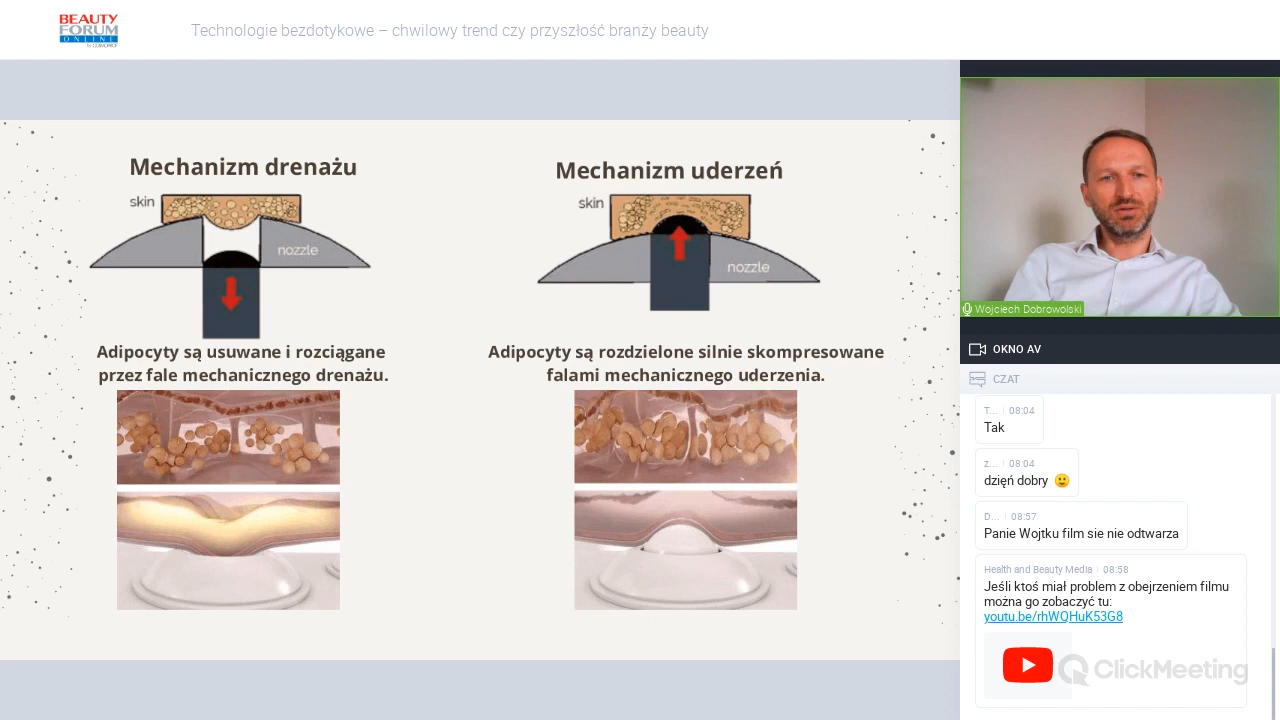 BEAUTY
FORUM
ONLINE
by COSMOPROF
Technologie bezdotykowe – chwilowy trend czy przyszłość branży beauty
Mechanizm drenażu
skin
nozzle
Adipocyty są usuwane i rozciągane
przez fale mechanicznego drenażu.
Mechanizm uderzeń
skin
nozzle
Adipocyty są rozdzielone silnie skompresowane
falami mechanicznego uderzenia.
Wojciech Dobrowolski
OKNO AV
CZAT
T... 08:04
Tak
z... 08:04
dzięń dobry 🙂
D... 08:57
Panie Wojtku film sie nie odtwarza
Health and Beauty Media 08:58
Jeśli ktoś miał problem z obejrzeniem filmu
można go zobaczyć tu:
youtu.be/rhWQHuK53G8
ClickMeeting